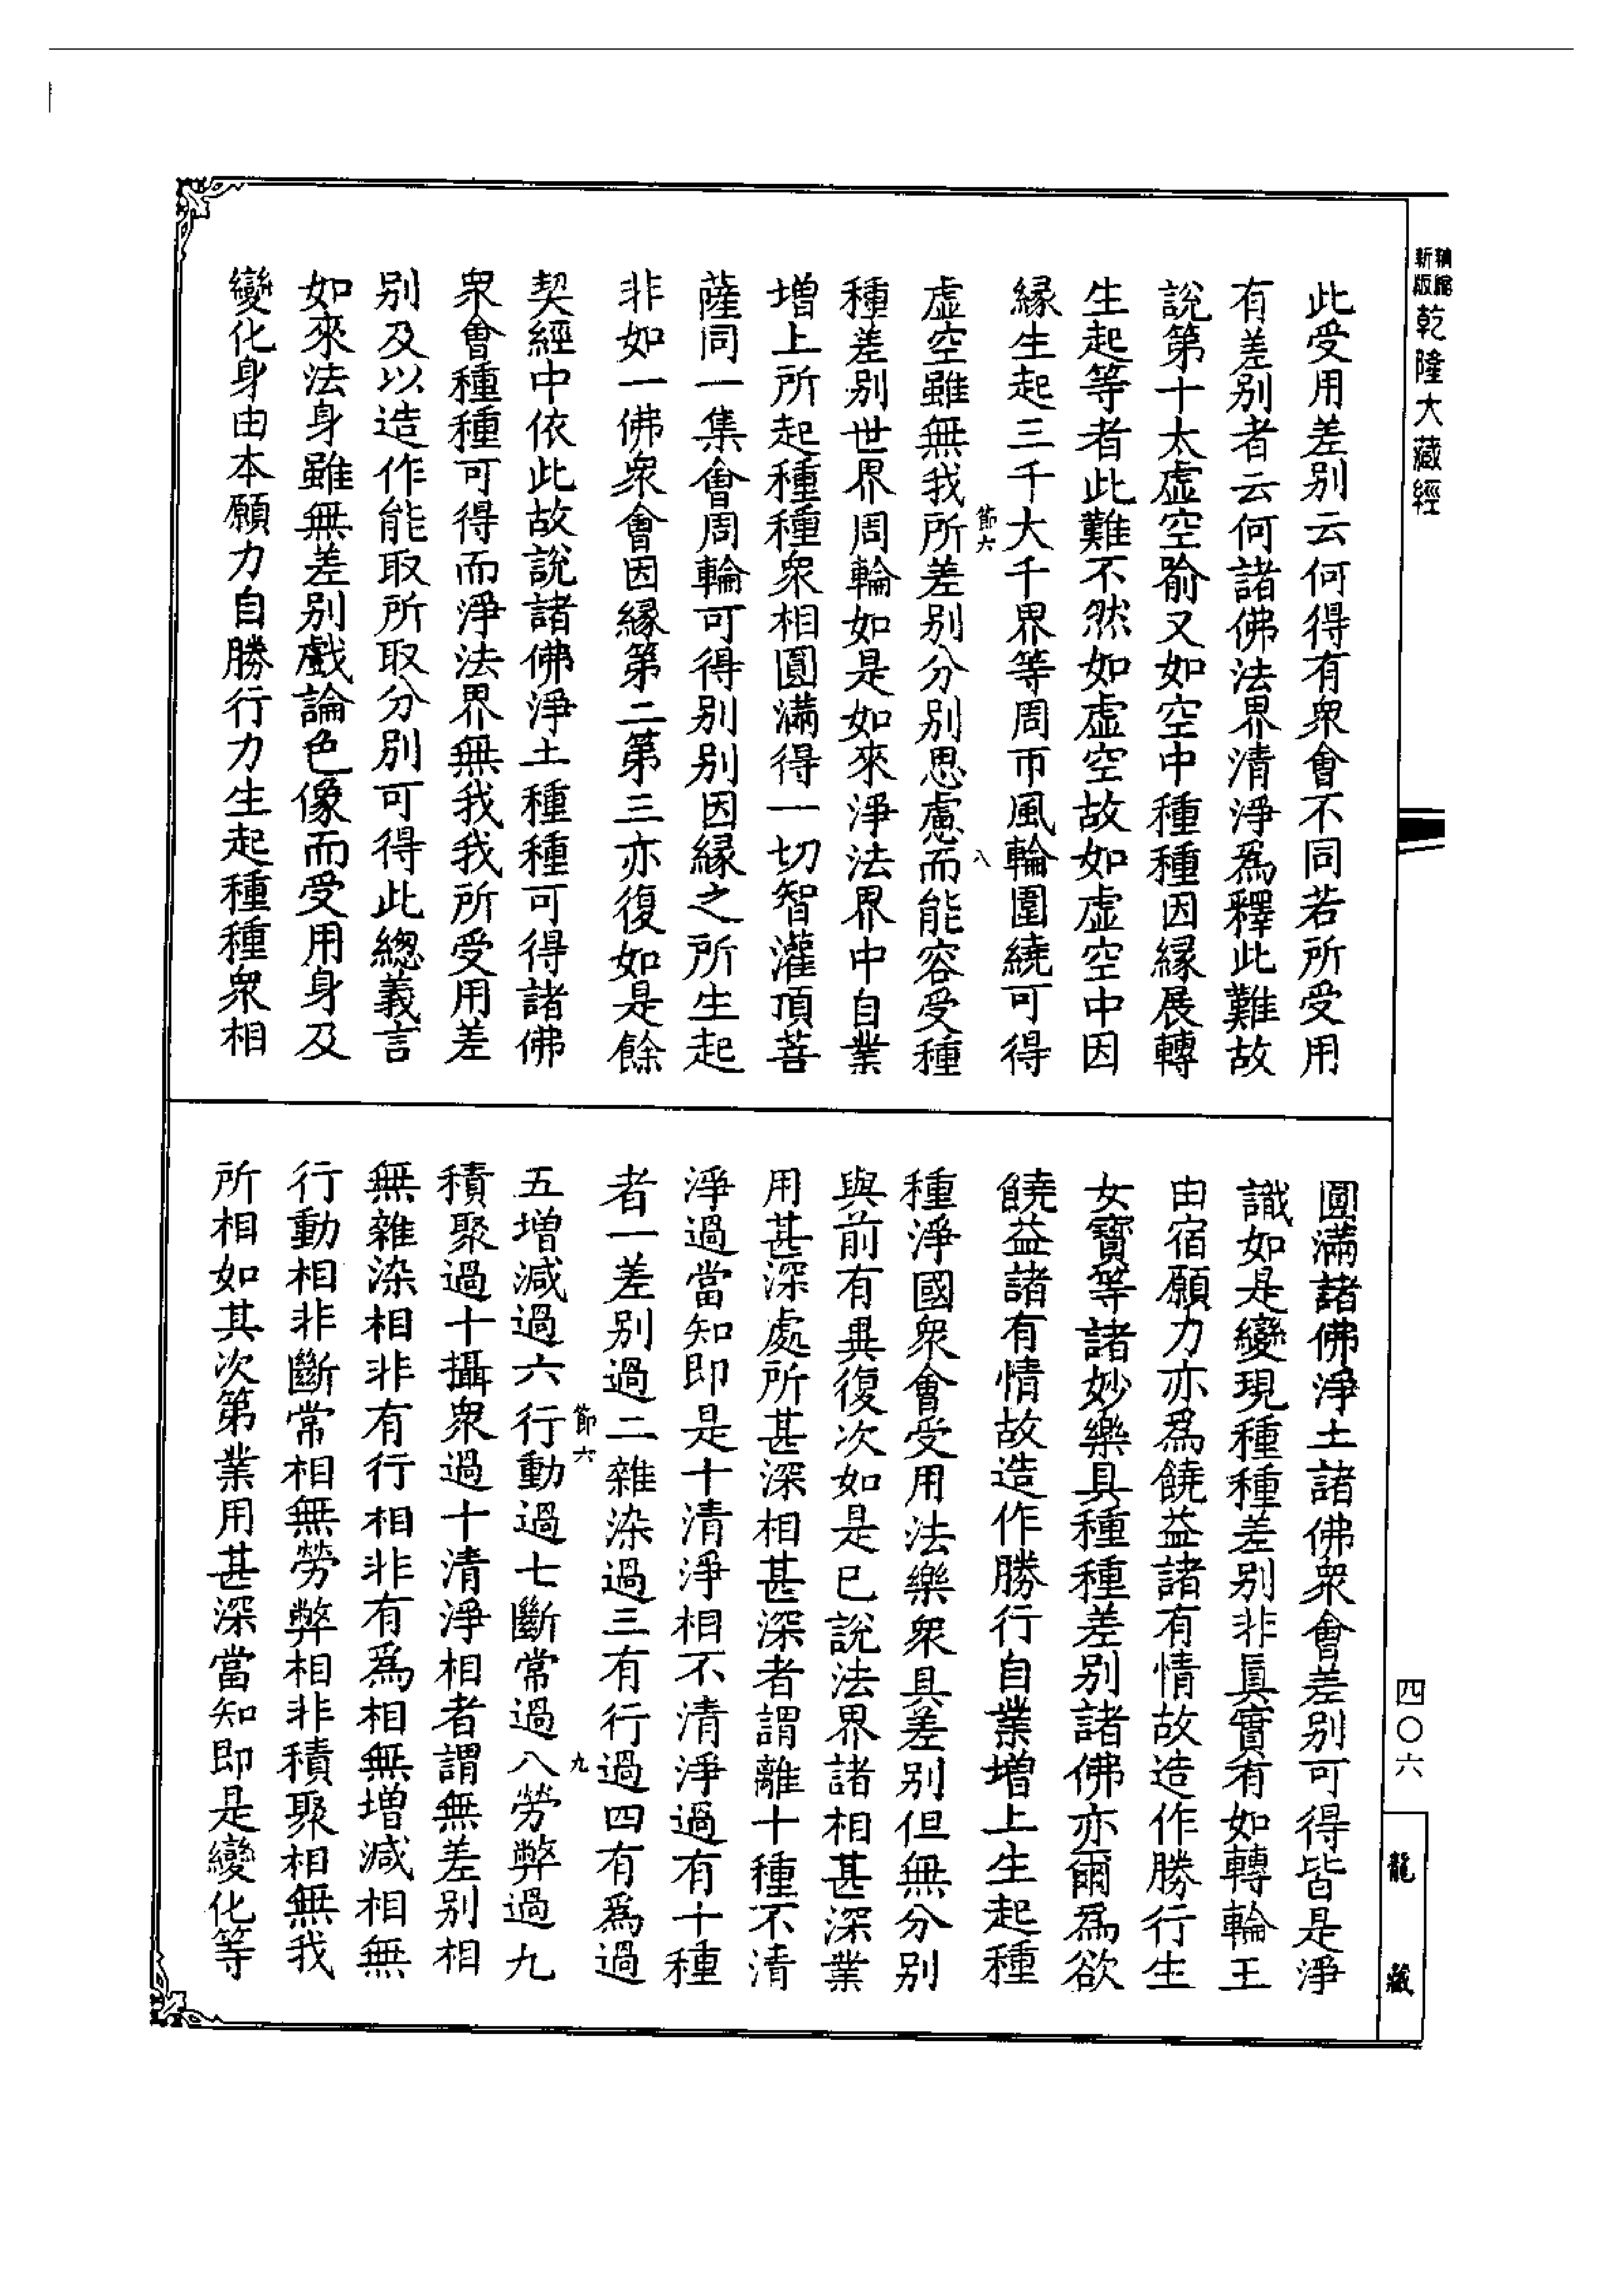 新版精縮乾隆大藏經
此受用差别云何得有衆會不同若所受用
有差别者云何諸佛法界清淨爲釋此難故
說第十太虛空喻又如空中種種因緣展轉
生起等者此難不然如虛空故如虛空中因
緣生起三千大千界等周帀風輪圍繞可得
節六
八
虛空雖無我所差别分别思慮而能容受種
種差别世界周輪如是如來淨法界中自業
增上所起種種衆相圓滿得一切智灌頂菩
薩同一集會周輪可得别别因緣之所生起
非如一佛衆會因緣第二第三亦復如是餘
契經中依此故說諸佛淨土種種可得諸佛
衆會種種可得而淨法界無我我所受用差
别及以造作能取所取分别可得此總義言
如來法身雖無差别戲論色像而受用身及
變化身由本願力自勝行力生起種種衆相
圓滿諸佛淨土諸佛衆會差别可得皆是淨
識如是變現種種差别非眞實有如轉輪王
由宿願力亦爲饒益諸有情故造作勝行生
女寶等諸妙樂具種種差别諸佛亦爾爲欲
饒益諸有情故造作勝行自業增上生起種
種淨國衆會受用法樂衆具差别但無分别
與前有異復次如是已說法界諸相甚深業
用甚深處所甚深相甚深者謂離十種不清
淨過當知即是十清淨相不清淨過有十種
者一差别過二雜染過三有行過四有爲過
節六
九
五增減過六行動過七斷常過八勞弊過九
積聚過十攝衆過十清淨相者謂無差别相
無雜染相非有行相非有爲相無增減相無
行動相非斷常相無勞弊相非積聚相無我
所相如其次第業用甚深當知即是變化等
四〇六
龍藏